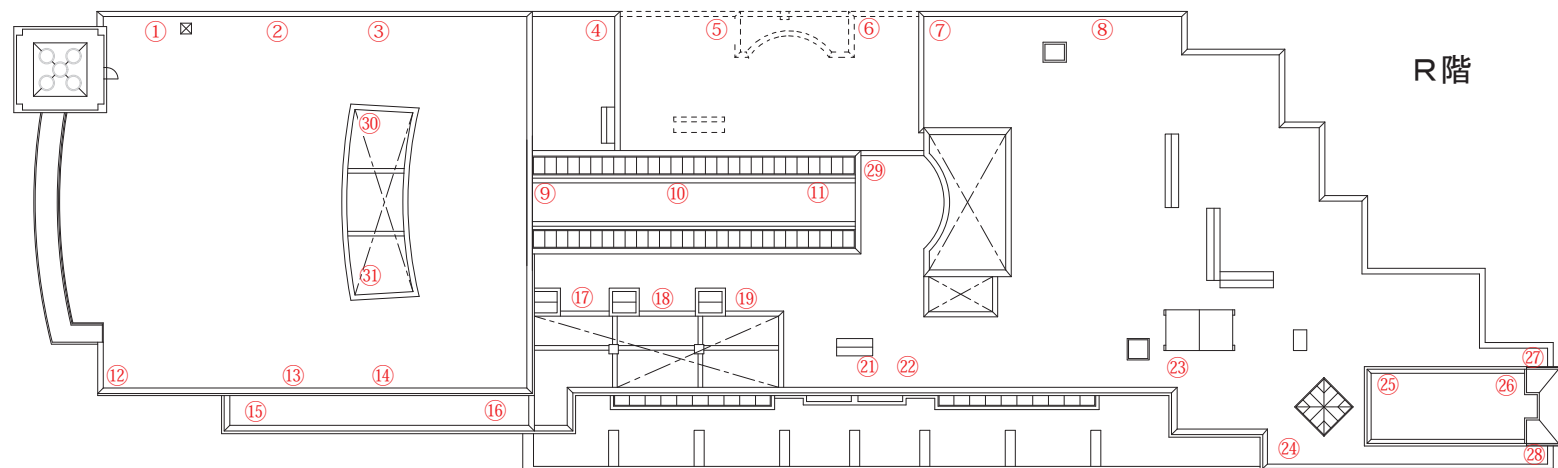 ① ② ③ ④ ⑤ ⑥ ⑦ ⑧
R階
㉚
㉙
⑨ ⑩ ⑪
㉛
⑰ ⑱ ⑲
㉑ ㉒ ㉓ ㉗
⑫ ⑬ ⑭ ㉕ ㉖
⑮ ⑯
㉔ ㉘